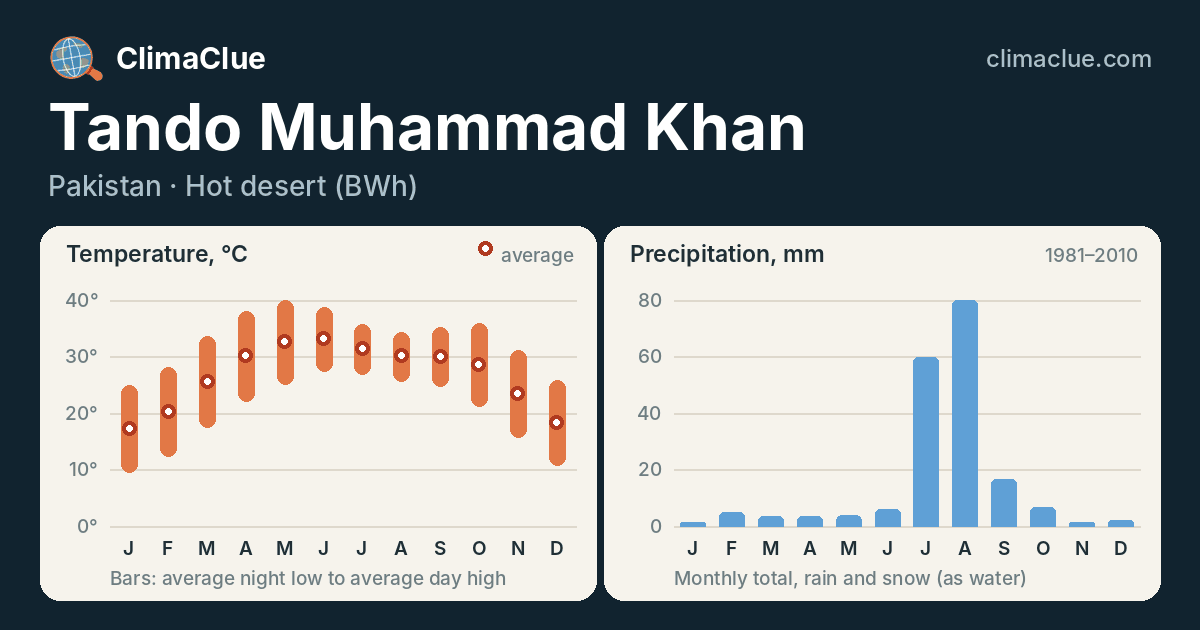 ClimaClue
climaclue.com
Tando Muhammad Khan
Pakistan · Hot desert (BWh)
Temperature, °C
average
40°
30°
20°
10°
0°
J F M A M J J A S O N D
Bars: average night low to average day high
Precipitation, mm
1981–2010
80
60
40
20
0
J F M A M J J A S O N D
Monthly total, rain and snow (as water)